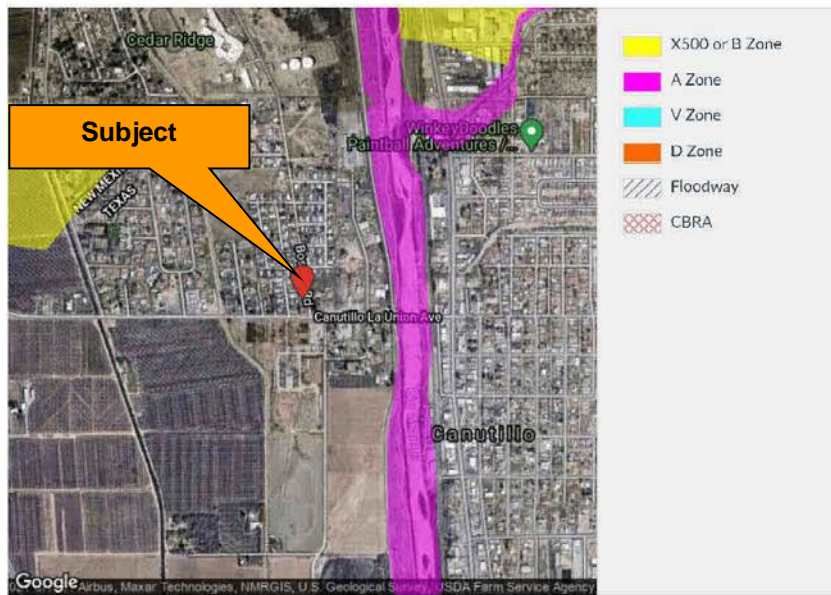 Cedar Ridge
Subject
WinkeyDoodles
Paintball Adventures /...
NEW MEXICO
TEXAS
Canutillo La Union Ave
Canutillo
Google
Airbus, Maxar Technologies, NMRGIS, U.S. Geological Survey, USDA Farm Service Agency
X500 or B Zone
A Zone
V Zone
D Zone
Floodway
CBRA